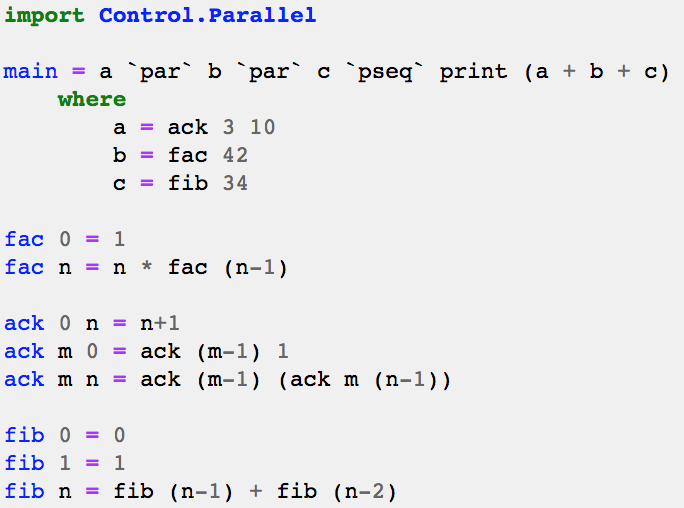 import Control.Parallel
main = a `par` b `par` c `pseq` print (a + b + c)
where
a = ack 3 10
b = fac 42
c = fib 34
fac 0 = 1
fac n = n * fac (n-1)
ack 0 n = n+1
ack m 0 = ack (m-1) 1
ack m n = ack (m-1) (ack m (n-1))
fib 0 = 0
fib 1 = 1
fib n = fib (n-1) + fib (n-2)